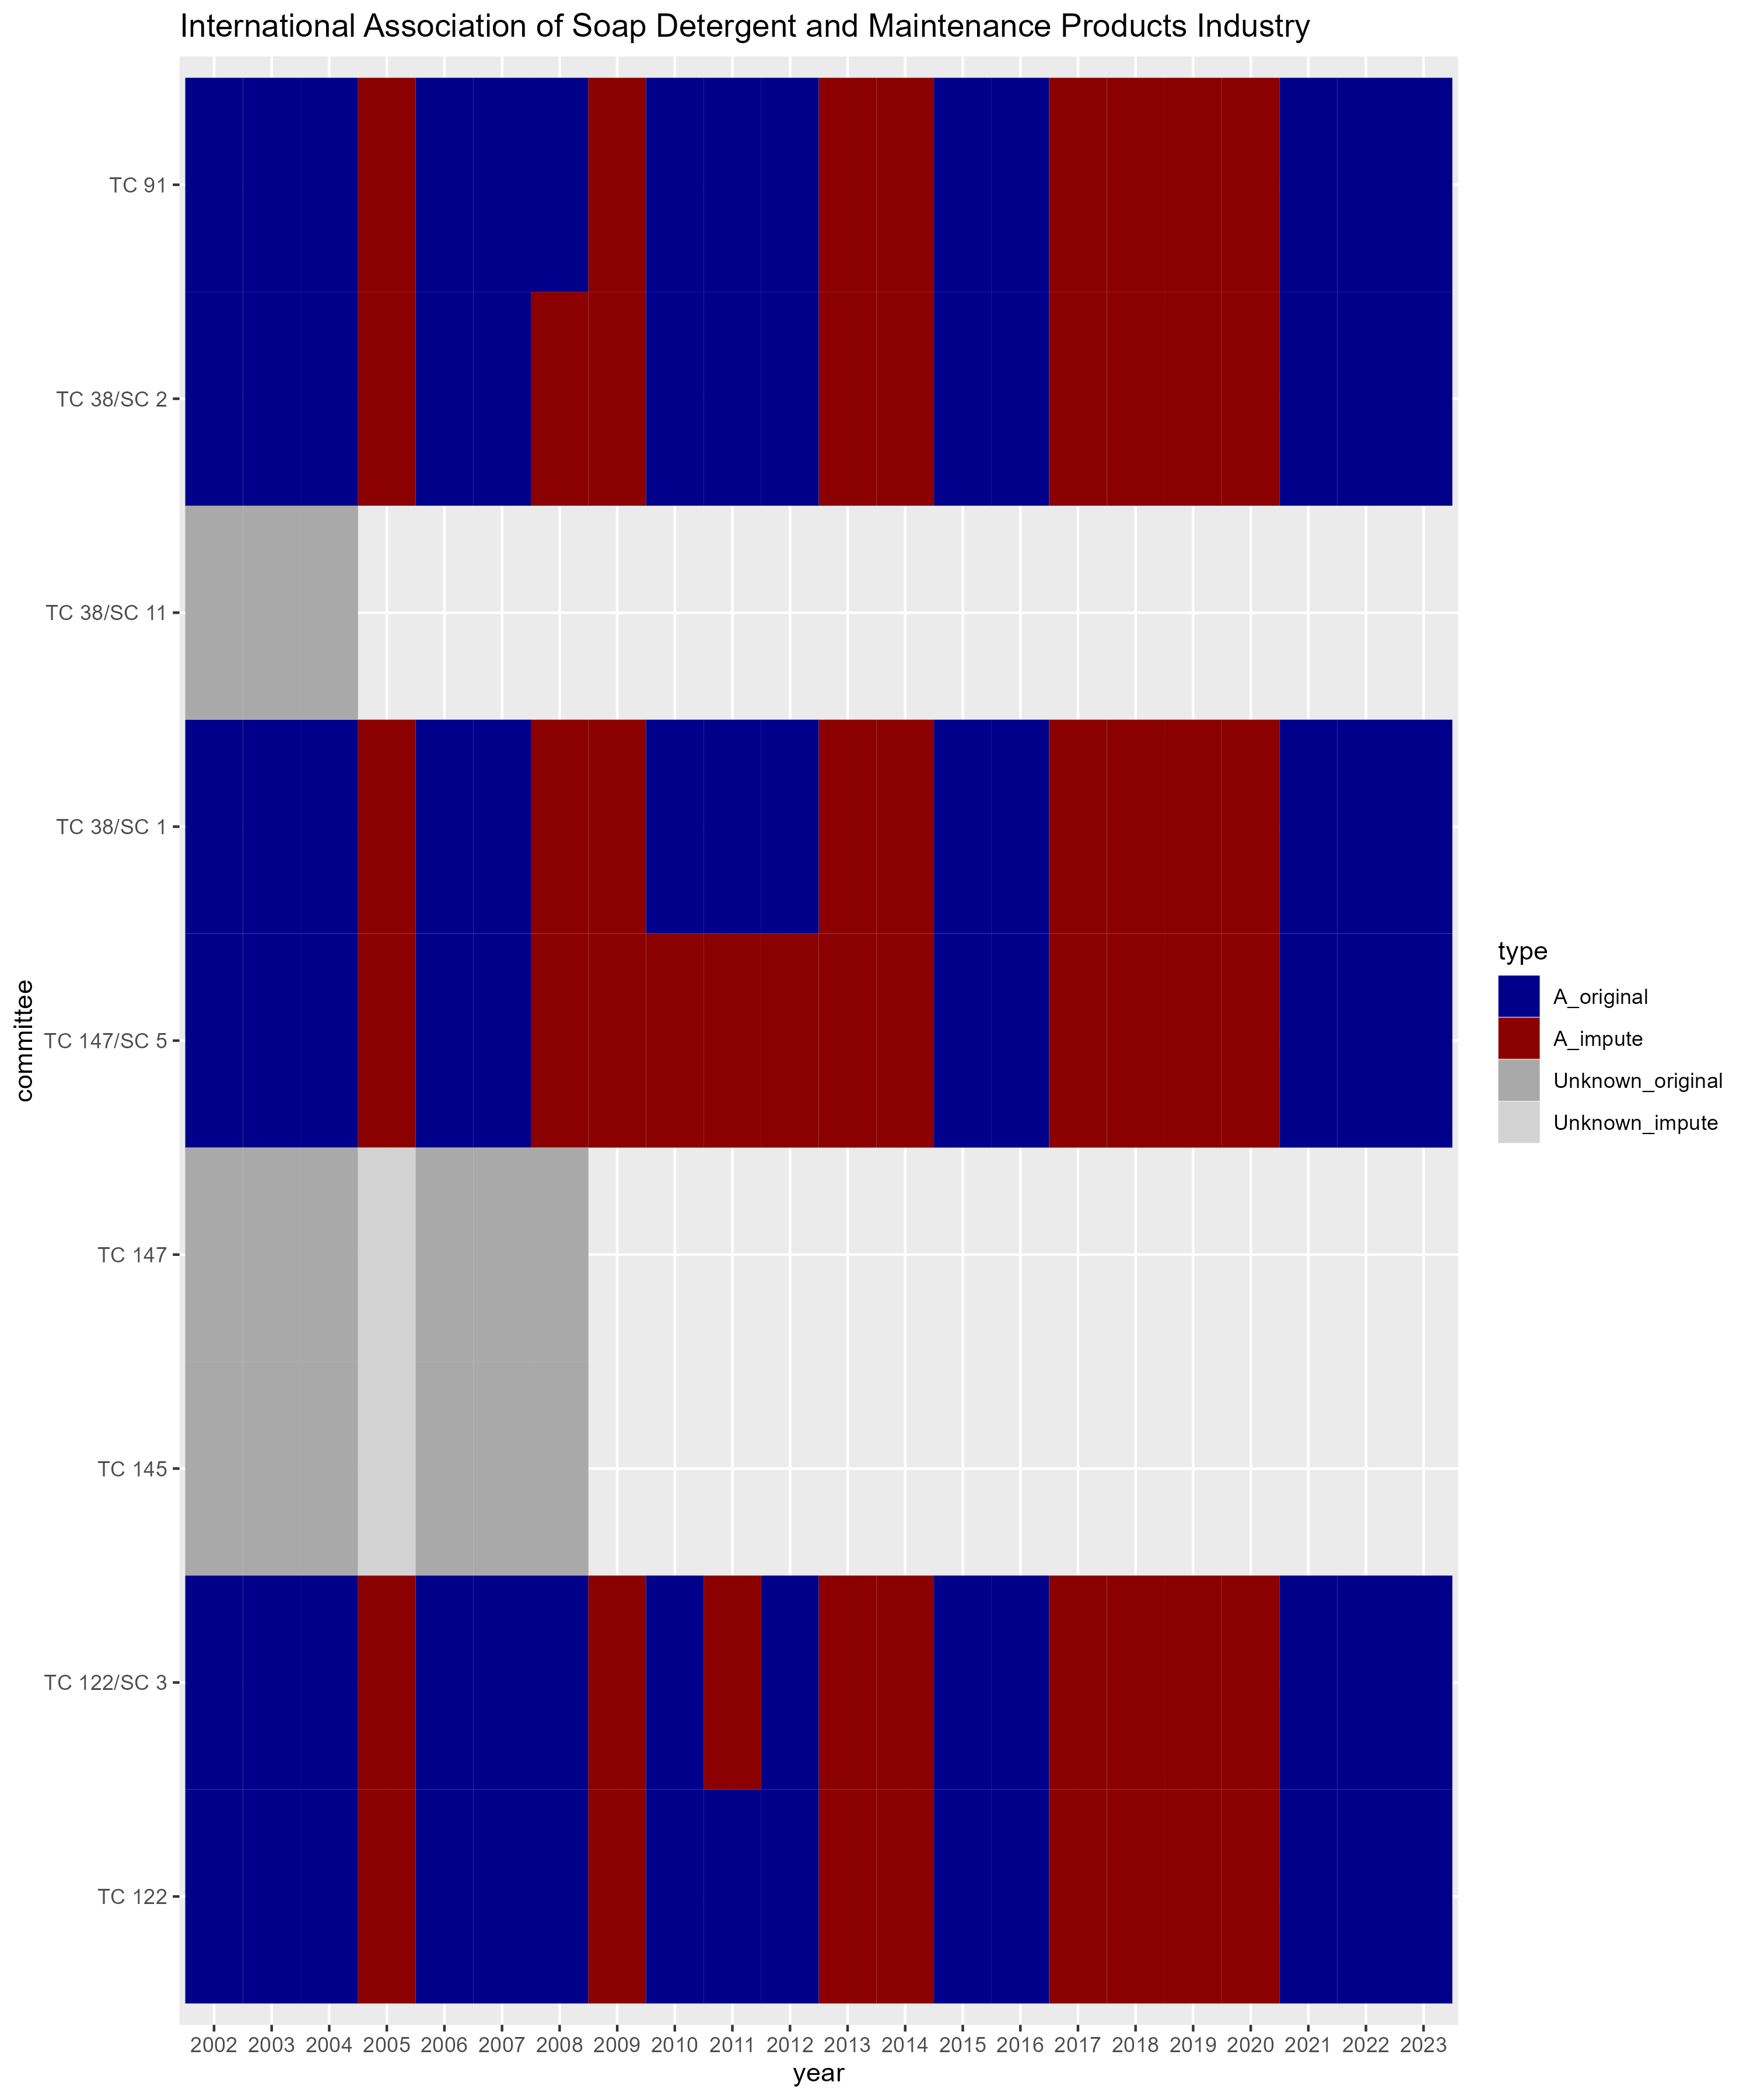 International Association of Soap Detergent and Maintenance Products Industry
committee
TC 91
TC 38/SC 2
TC 38/SC 11
TC 38/SC 1
TC 147/SC 5
TC 147
TC 145
TC 122/SC 3
TC 122
2002 2003 2004 2005 2006 2007 2008 2009 2010 2011 2012 2013 2014 2015 2016 2017 2018 2019 2020 2021 2022 2023
year
type
A_original
A_impute
Unknown_original
Unknown_impute